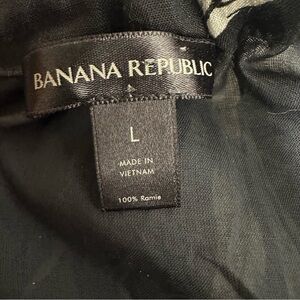 BANANA REPUBLIC
L
MADE IN
VIETNAM
100% Ramie